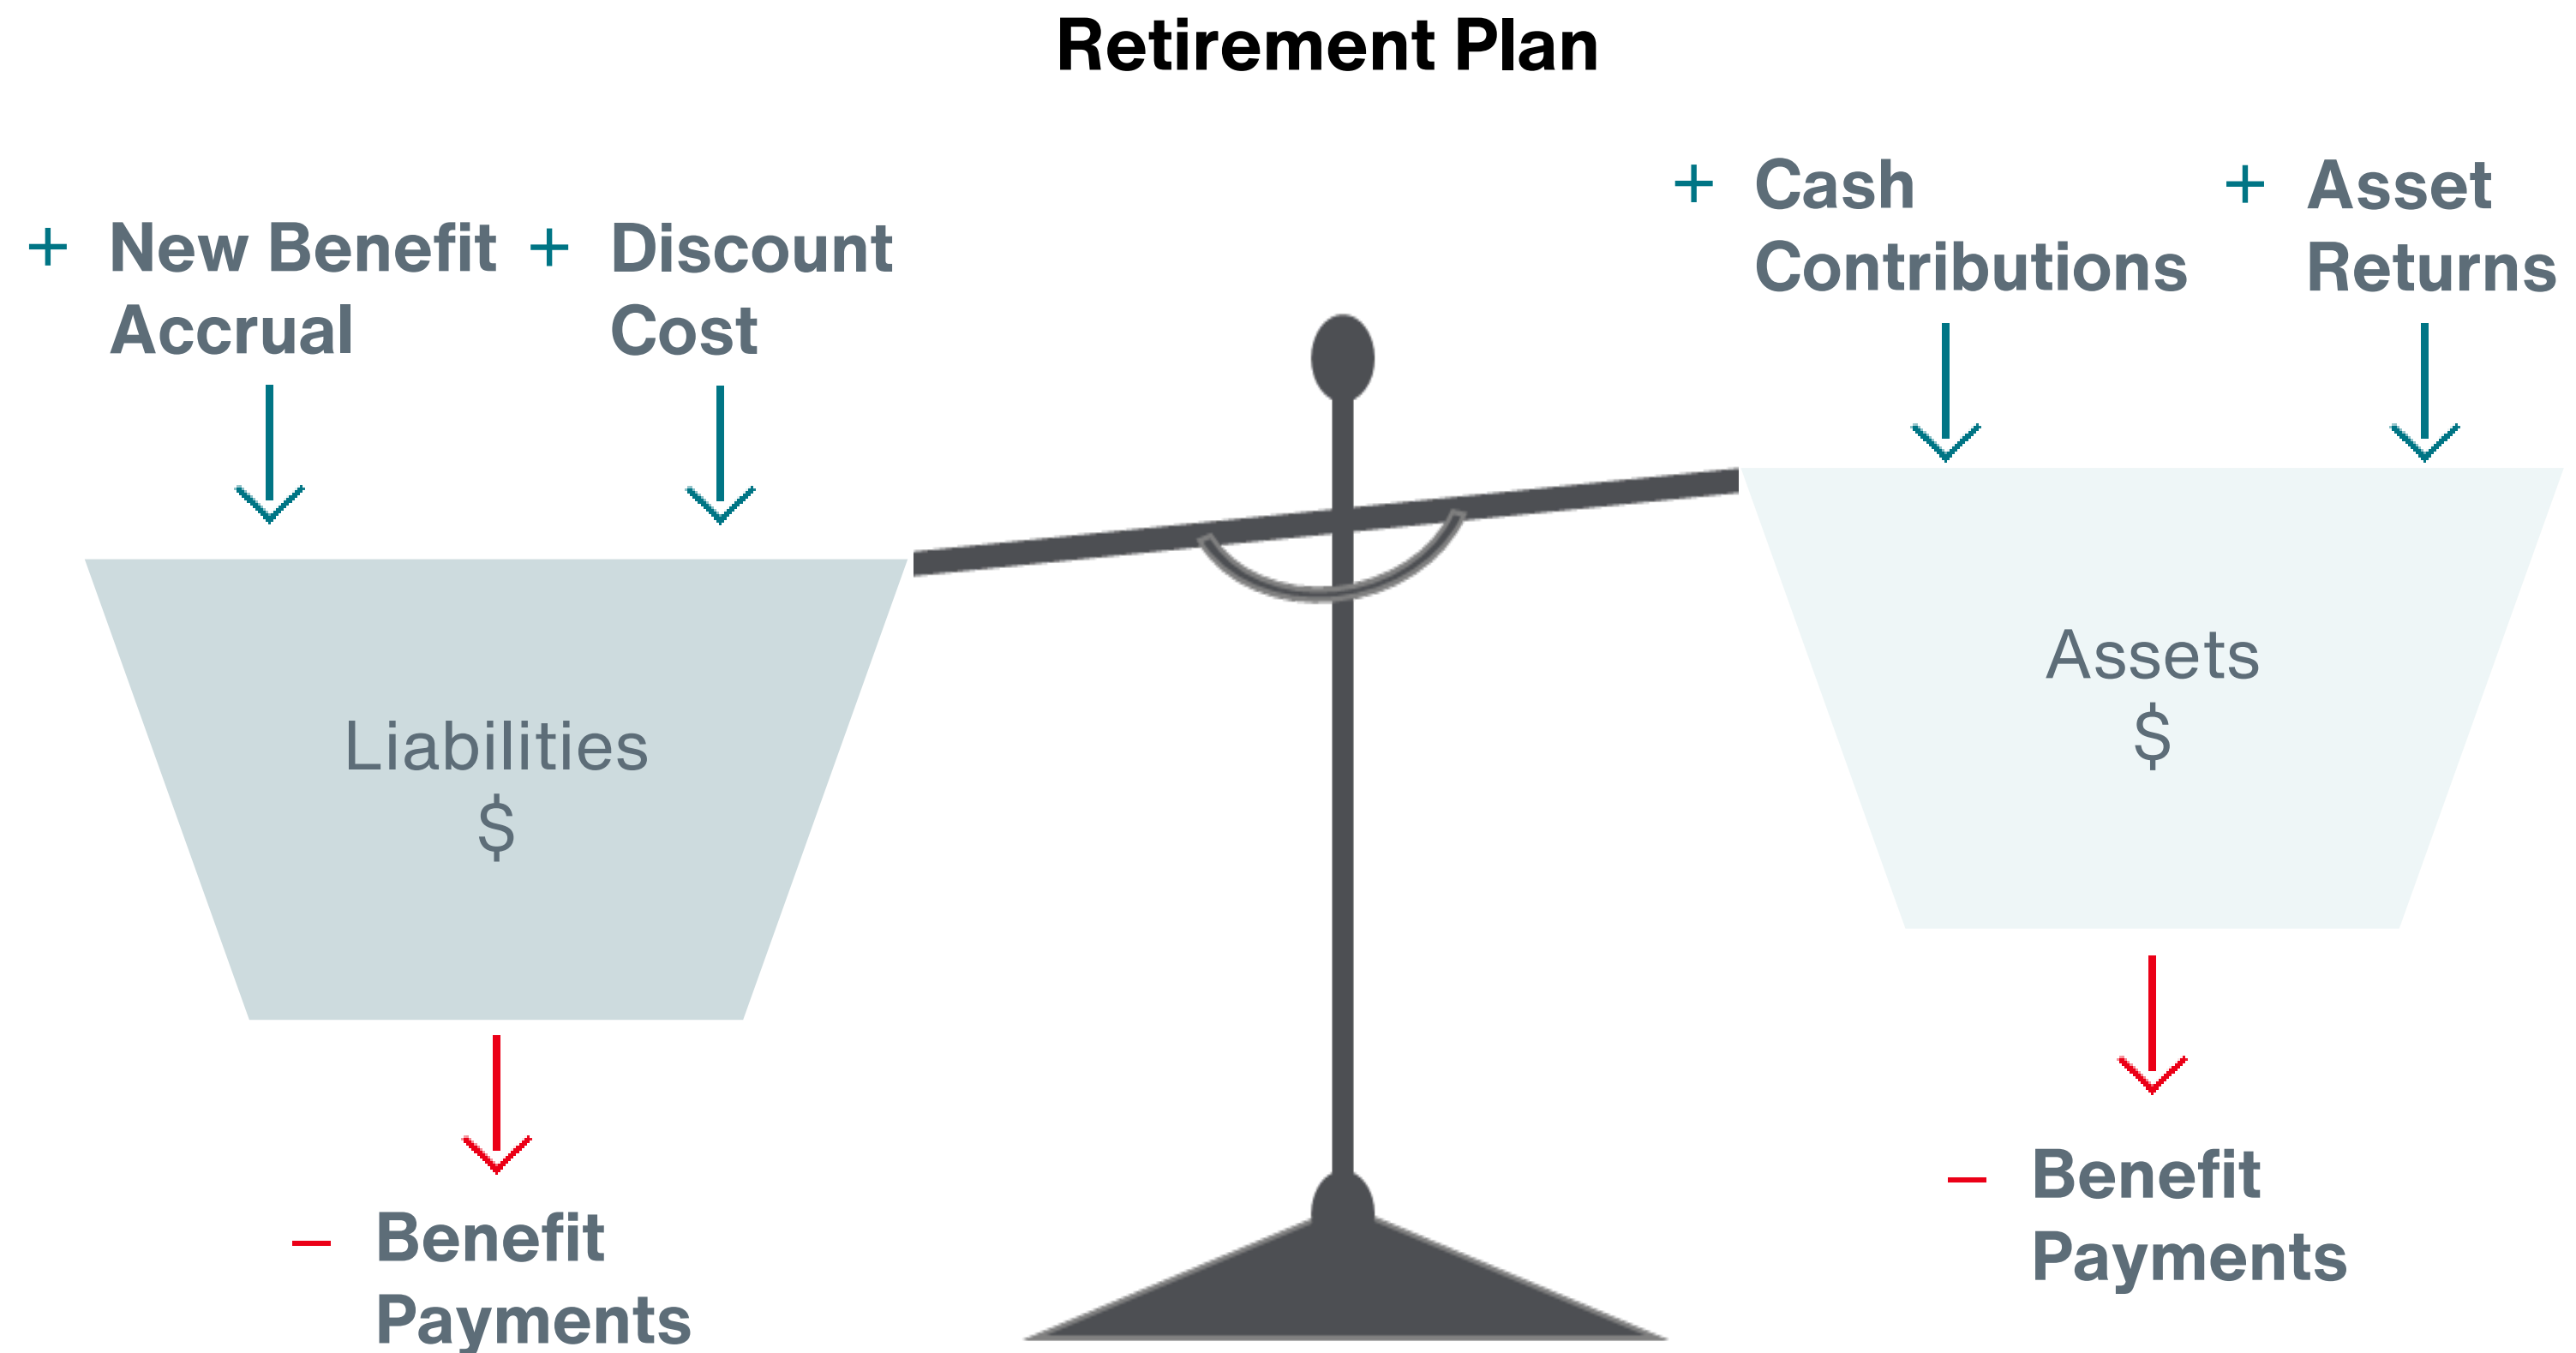 Retirement Plan
+ New Benefit
Accrual
+ Discount
Cost
+ Cash
Contributions
+ Asset
Returns
Liabilities
$
Assets
$
– Benefit
Payments
– Benefit
Payments